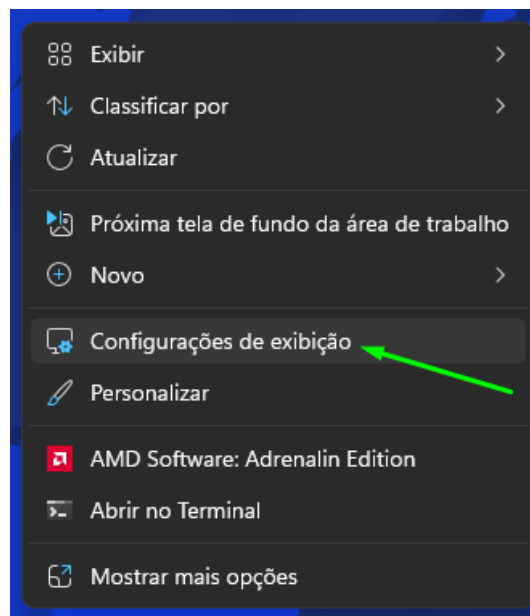 Exibir
Classificar por
Atualizar
Próxima tela de fundo da área de trabalho
Novo
Configurações de exibição
Personalizar
AMD Software: Adrenalin Edition
Abrir no Terminal
Mostrar mais opções